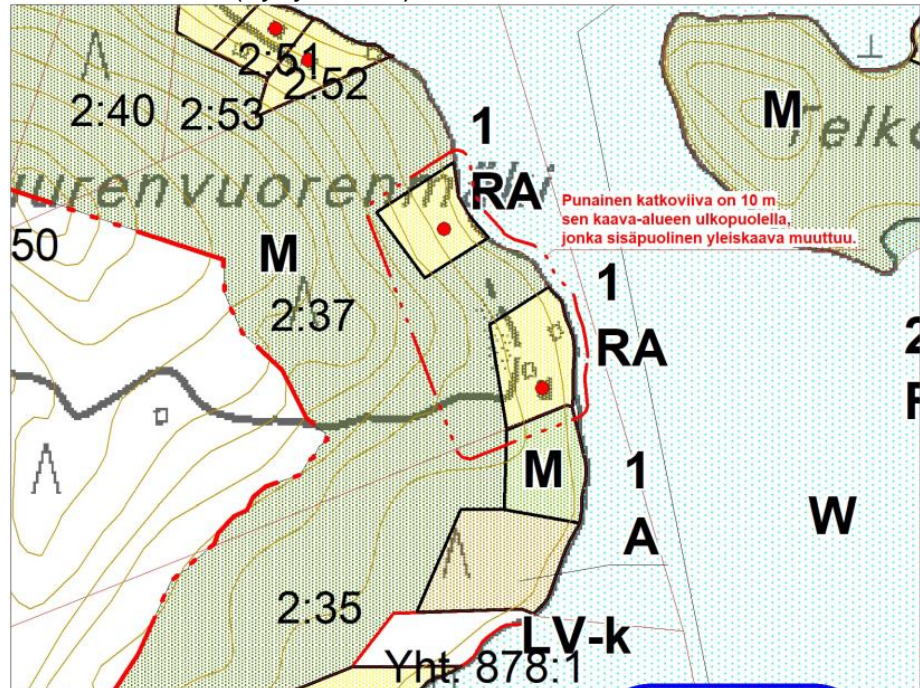 2:51
2:52
2:40
2:53
1
M
RA
Punainen katkoviiva on 10 m
sen kaava-alueen ulkopuolella,
jonka sisäpuolinen yleiskaava muuttuu.
50
M
1
2:37
RA
2
M
1
W
A
2:35
LV-k
Yht. 878:1